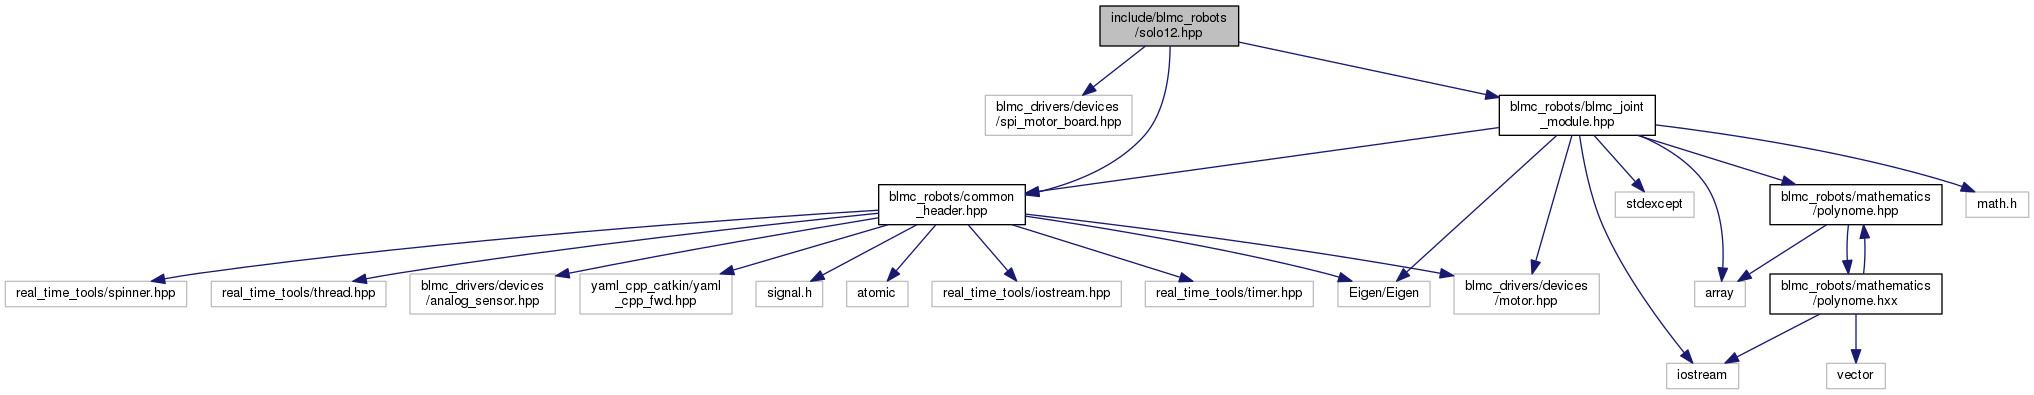 include/blmc_robots
/solo12.hpp
blmc_drivers/devices
/spi_motor_board.hpp
blmc_robots/blmc_joint
_module.hpp
blmc_robots/common
_header.hpp
stdexcept
blmc_robots/mathematics
/polynome.hpp
math.h
real_time_tools/spinner.hpp
real_time_tools/thread.hpp
blmc_drivers/devices
/analog_sensor.hpp
yaml_cpp_catkin/yaml
_cpp_fwd.hpp
signal.h
atomic
real_time_tools/iostream.hpp
real_time_tools/timer.hpp
Eigen/Eigen
blmc_drivers/devices
/motor.hpp
array
blmc_robots/mathematics
/polynome.hxx
iostream
vector